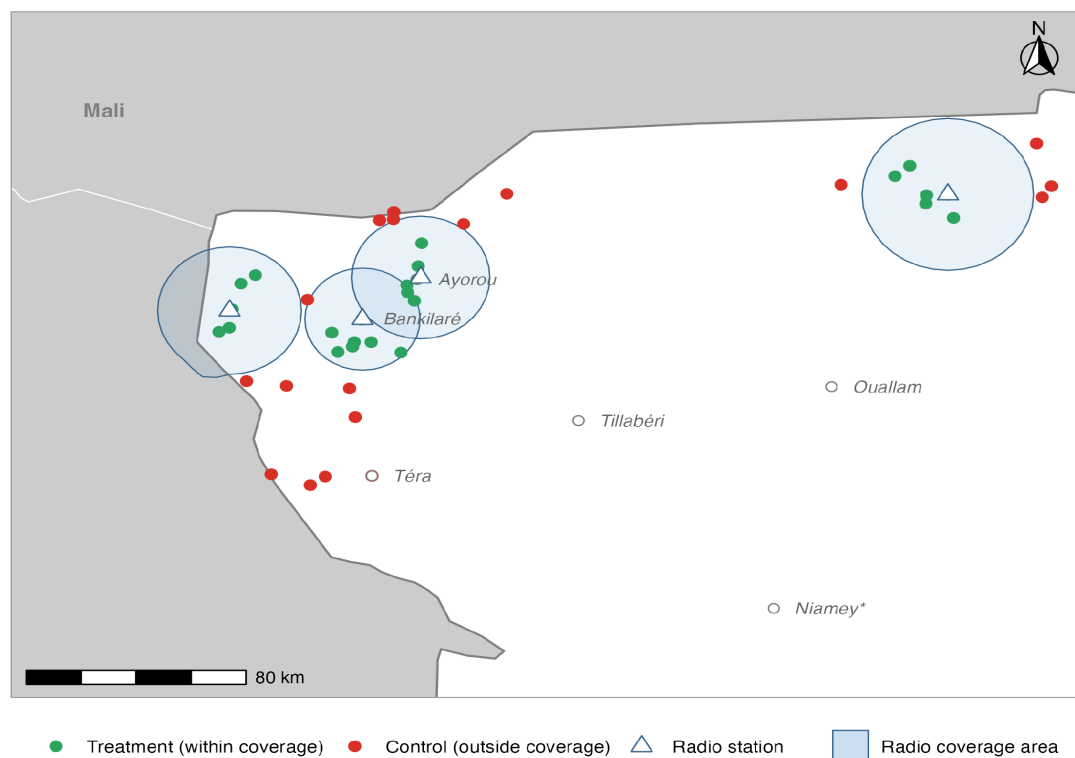 N
Mali
Ayorou
Bankilaré
Ouallam
Tillabéri
Téra
Niamey*
80 km
Treatment (within coverage)
Control (outside coverage)
Radio station
Radio coverage area